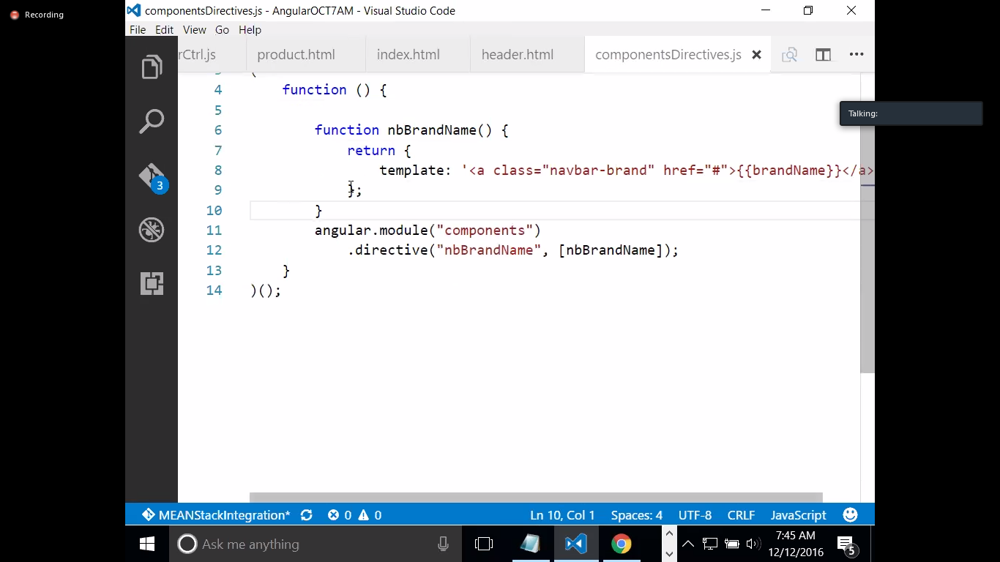 Recording
componentsDirectives.js - AngularOCT7AM - Visual Studio Code
File Edit View Go Help
rCtrl.js product.html index.html header.html componentsDirectives.js
(
4 function () {
5
6 function nbBrandName() {
7 return {
8 template: '<a class="navbar-brand" href="#">{{brandName}}</a>
9 };
10 }
11 angular.module("components")
12 .directive("nbBrandName", [nbBrandName]);
13 }
14 )();
Talking:
3
MEANStackIntegration* 0 0 Ln 10, Col 1 Spaces: 4 UTF-8 CRLF JavaScript
Ask me anything
7:45 AM
12/12/2016
5